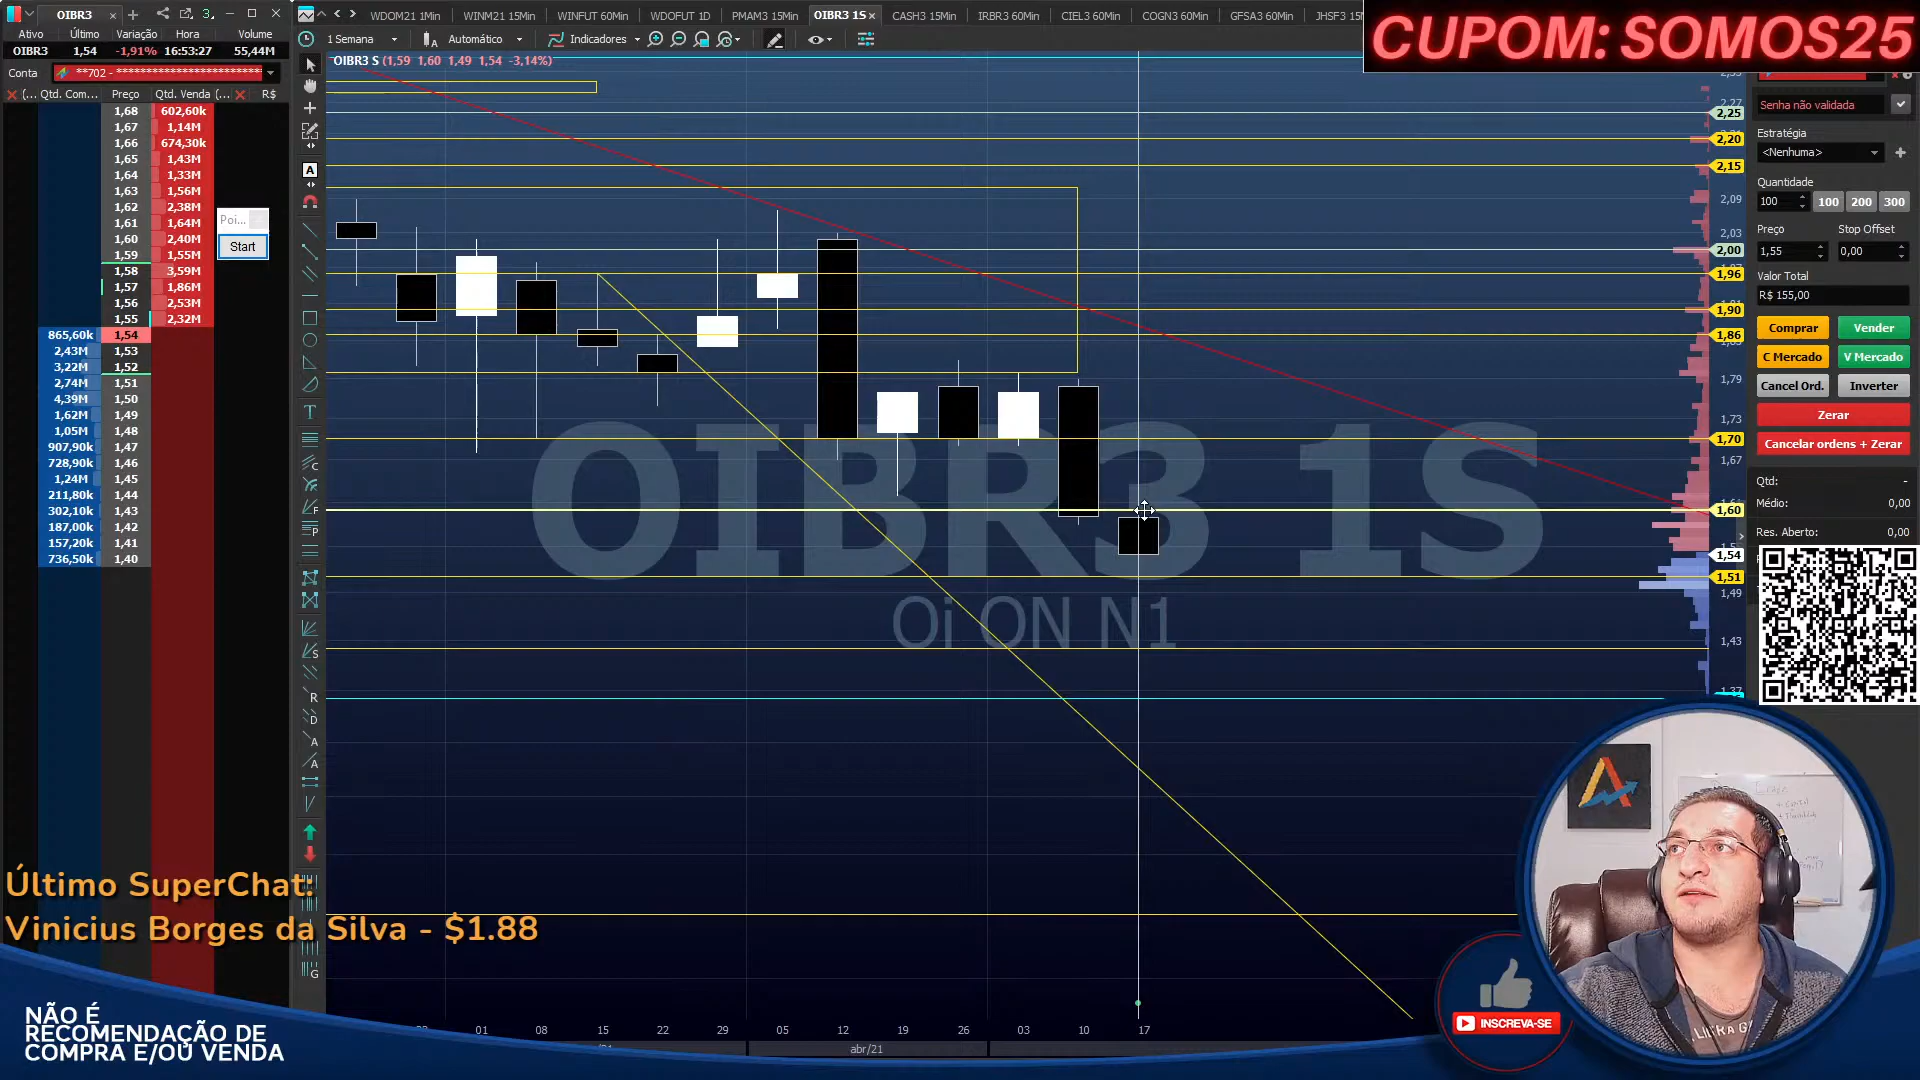 OIBR3
3.
Ativo Último Variação Hora Volume
OIBR3 1,54 -1,91% 16:53:27 55,44M
Conta **702 - ****************************
(... Qtd. Com... Preço Qtd. Venda (... R$
1,68 602,60k
1,67 1,14M
1,66 674,30k
1,65 1,43M
1,64 1,33M
1,63 1,56M
1,62 2,38M
1,61 1,64M
1,60 2,40M
1,59 1,55M
1,58 3,59M
1,57 1,86M
1,56 2,53M
1,55 2,32M
865,60k 1,54
2,43M 1,53
3,22M 1,52
2,74M 1,51
4,39M 1,50
1,62M 1,49
1,05M 1,48
907,90k 1,47
728,90k 1,46
1,24M 1,45
211,80k 1,44
302,10k 1,43
187,00k 1,42
157,20k 1,41
736,50k 1,40
Poi...
Start
WDOM21 1Min WINM21 15Min WINFUT 60Min WDOFUT 1D PMAM3 15Min OIBR3 1S CASH3 15Min IRBR3 60Min CIEL3 60Min COGN3 60Min GFSA3 60Min JHSF3 15M
CUPOM: SOMOS25
1 Semana Automático Indicadores
OIBR3 S (1,59 1,60 1,49 1,54 -3,14%)
2,27
2,25
2,20
2,15
2,09
2,03
2,00
1,96
1,90
1,86
1,79
1,73
1,70
1,67
1,60
1,54
1,51
1,49
1,43
1,37
OIBR3 1S
Oi ON N1
Senha não validada
Estratégia
<Nenhuma>
Quantidade
100 100 200 300
Preço Stop Offset
1,55 0,00
Valor Total
R$ 155,00
Comprar Vender
C Mercado V Mercado
Cancel Ord. Inverter
Zerar
Cancelar ordens + Zerar
Qtd: -
Médio: 0,00
Res. Aberto: 0,00
01 08 15 22 29 05 12 19 26 03 10 17
abr/21
Último SuperChat:
Vinicius Borges da Silva - $1.88
NÃO É
RECOMENDAÇÃO DE
COMPRA E/OU VENDA
INSCREVA-SE